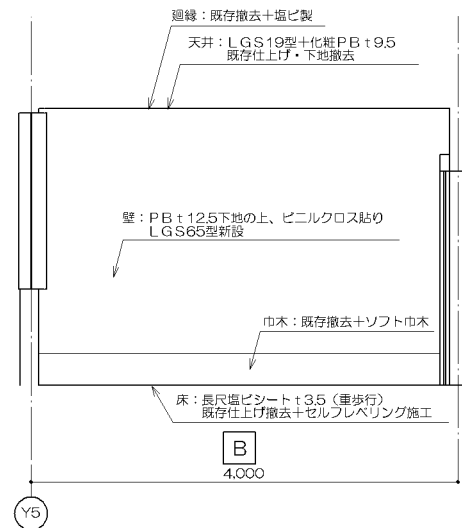 廻縁：既存撤去＋塩ビ製
天井：ＬＧＳ19型＋化粧ＰＢｔ9.5
既存仕上げ・下地撤去
壁：ＰＢｔ12.5下地の上、ビニルクロス貼り
ＬＧＳ65型新設
巾木：既存撤去＋ソフト巾木
床：長尺塩ビシートｔ3.5（重歩行）
既存仕上げ撤去＋セルフレベリング施工
B
4,000
Y5